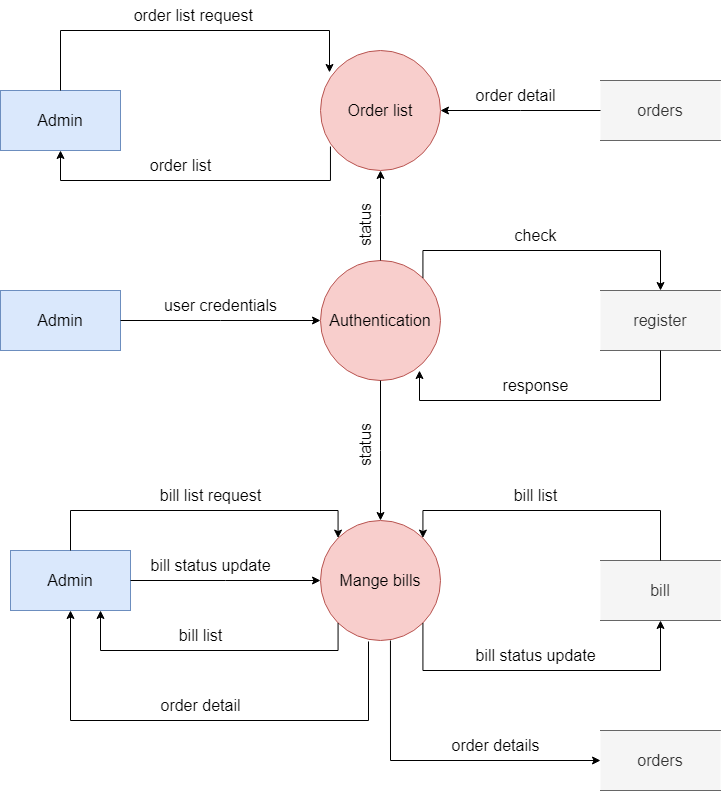 order list request
Admin
Order list
order detail
orders
order list
status
check
Admin
user credentials
Authentication
register
response
status
bill list request
bill list
Admin
bill status update
Mange bills
bill
bill list
bill status update
order detail
order details
orders